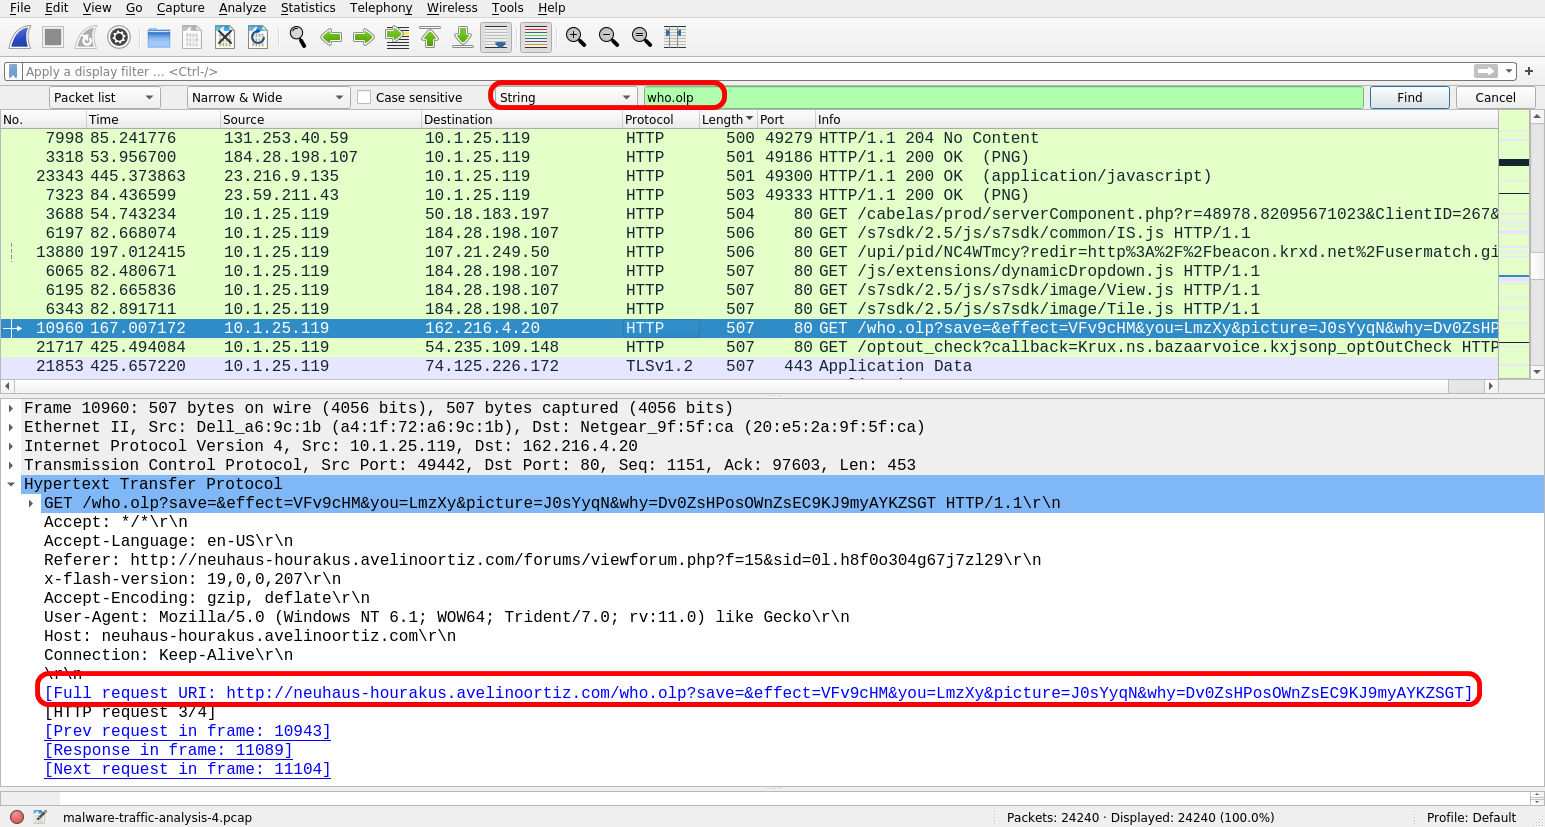 File Edit View Go Capture Analyze Statistics Telephony Wireless Tools Help
Apply a display filter ... <Ctrl-/>
Packet list Narrow & Wide Case sensitive String who.olp Find Cancel
No. Time Source Destination Protocol Length Port Info
7998 85.241776 131.253.40.59 10.1.25.119 HTTP 500 49279 HTTP/1.1 204 No Content
3318 53.956700 184.28.198.107 10.1.25.119 HTTP 501 49186 HTTP/1.1 200 OK (PNG)
23343 445.373863 23.216.9.135 10.1.25.119 HTTP 501 49300 HTTP/1.1 200 OK (application/javascript)
7323 84.436599 23.59.211.43 10.1.25.119 HTTP 503 49333 HTTP/1.1 200 OK (PNG)
3688 54.743234 10.1.25.119 50.18.183.197 HTTP 504 80 GET /cabelas/prod/serverComponent.php?r=48978.82095671023&ClientID=267&
6197 82.668074 10.1.25.119 184.28.198.107 HTTP 506 80 GET /s7sdk/2.5/js/s7sdk/common/IS.js HTTP/1.1
13880 197.012415 10.1.25.119 107.21.249.50 HTTP 506 80 GET /upi/pid/NC4WTmcy?redir=http%3A%2F%2Fbeacon.krxd.net%2Fusermatch.gi
6065 82.480671 10.1.25.119 184.28.198.107 HTTP 507 80 GET /js/extensions/dynamicDropdown.js HTTP/1.1
6195 82.665836 10.1.25.119 184.28.198.107 HTTP 507 80 GET /s7sdk/2.5/js/s7sdk/image/View.js HTTP/1.1
6343 82.891711 10.1.25.119 184.28.198.107 HTTP 507 80 GET /s7sdk/2.5/js/s7sdk/image/Tile.js HTTP/1.1
10960 167.007172 10.1.25.119 162.216.4.20 HTTP 507 80 GET /who.olp?save=&effect=VFv9cHM&you=LmzXy&picture=J0sYyqN&why=Dv0ZsHP
21717 425.494084 10.1.25.119 54.235.109.148 HTTP 507 80 GET /optout_check?callback=Krux.ns.bazaarvoice.kxjsonp_optOutCheck HTTP
21853 425.657220 10.1.25.119 74.125.226.172 TLSv1.2 507 443 Application Data
Frame 10960: 507 bytes on wire (4056 bits), 507 bytes captured (4056 bits)
Ethernet II, Src: Dell_a6:9c:1b (a4:1f:72:a6:9c:1b), Dst: Netgear_9f:5f:ca (20:e5:2a:9f:5f:ca)
Internet Protocol Version 4, Src: 10.1.25.119, Dst: 162.216.4.20
Transmission Control Protocol, Src Port: 49442, Dst Port: 80, Seq: 1151, Ack: 97603, Len: 453
Hypertext Transfer Protocol
GET /who.olp?save=&effect=VFv9cHM&you=LmzXy&picture=J0sYyqN&why=Dv0ZsHPosOWnZsEC9KJ9myAYKZSGT HTTP/1.1\r\n
Accept: */*\r\n
Accept-Language: en-US\r\n
Referer: http://neuhaus-hourakus.avelinoortiz.com/forums/viewforum.php?f=15&sid=0l.h8f0o304g67j7zl29\r\n
x-flash-version: 19,0,0,207\r\n
Accept-Encoding: gzip, deflate\r\n
User-Agent: Mozilla/5.0 (Windows NT 6.1; WOW64; Trident/7.0; rv:11.0) like Gecko\r\n
Host: neuhaus-hourakus.avelinoortiz.com\r\n
Connection: Keep-Alive\r\n
\r\n
[Full request URI: http://neuhaus-hourakus.avelinoortiz.com/who.olp?save=&effect=VFv9cHM&you=LmzXy&picture=J0sYyqN&why=Dv0ZsHPosOWnZsEC9KJ9myAYKZSGT]
[HTTP request 3/4]
[Prev request in frame: 10943]
[Response in frame: 11089]
[Next request in frame: 11104]
malware-traffic-analysis-4.pcap Packets: 24240 · Displayed: 24240 (100.0%) Profile: Default